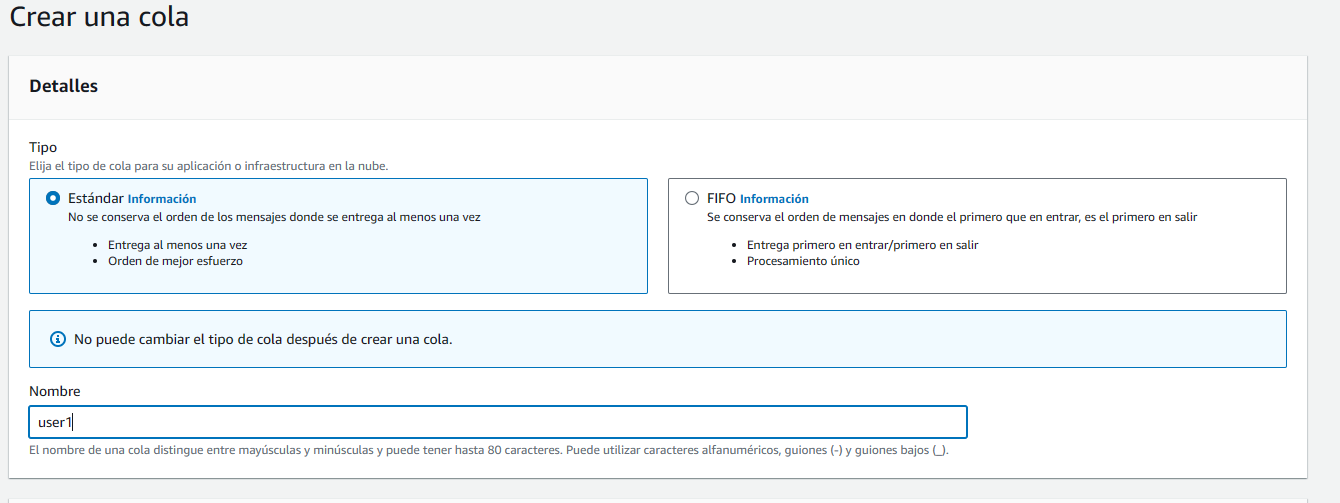 Crear una cola
Detalles
Tipo
Elija el tipo de cola para su aplicación o infraestructura en la nube.
Estándar Información
No se conserva el orden de los mensajes donde se entrega al menos una vez
Entrega al menos una vez
Orden de mejor esfuerzo
FIFO Información
Se conserva el orden de mensajes en donde el primero que en entrar, es el primero en salir
Entrega primero en entrar/primero en salir
Procesamiento único
No puede cambiar el tipo de cola después de crear una cola.
Nombre
user1
El nombre de una cola distingue entre mayúsculas y minúsculas y puede tener hasta 80 caracteres. Puede utilizar caracteres alfanuméricos, guiones (-) y guiones bajos (_).